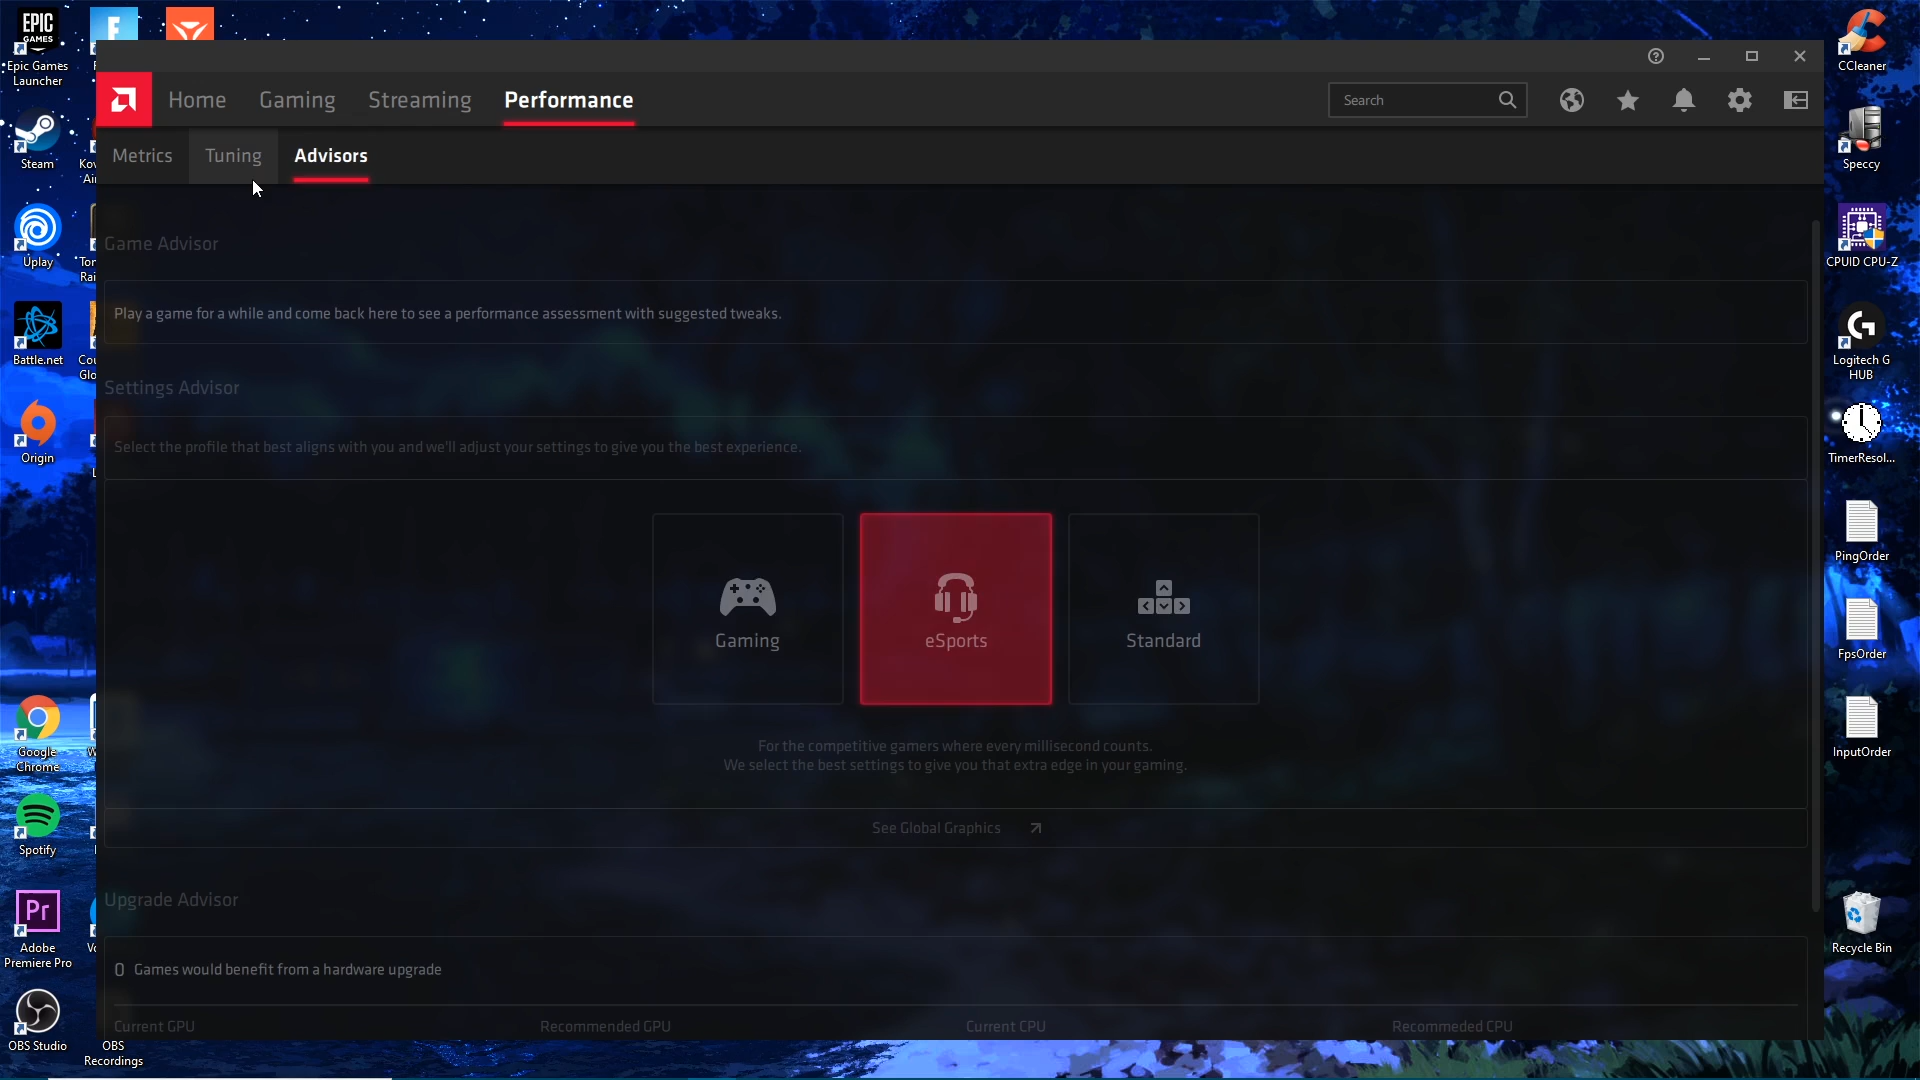 EPIC
GAMES
Epic Games
Launcher
Steam
Uplay
Battle.net
Origin
Google
Chrome
Spotify
Pr
Adobe
Premiere Pro
OBS Studio
OBS
Recordings
Home
Gaming
Streaming
Performance
Search
Metrics
Tuning
Advisors
Game Advisor
Play a game for a while and come back here to see a performance assessment with suggested tweaks.
Settings Advisor
Select the profile that best aligns with you and we'll adjust your settings to give you the best experience.
Gaming
eSports
Standard
For the competitive gamers where every millisecond counts.
We select the best settings to give you that extra edge in your gaming.
See Global Graphics
Upgrade Advisor
0 Games would benefit from a hardware upgrade
Current GPU
Recommended GPU
Current CPU
Recommeded CPU
CCleaner
Speccy
CPUID CPU-Z
Logitech G
HUB
TimerResol...
PingOrder
FpsOrder
InputOrder
Recycle Bin